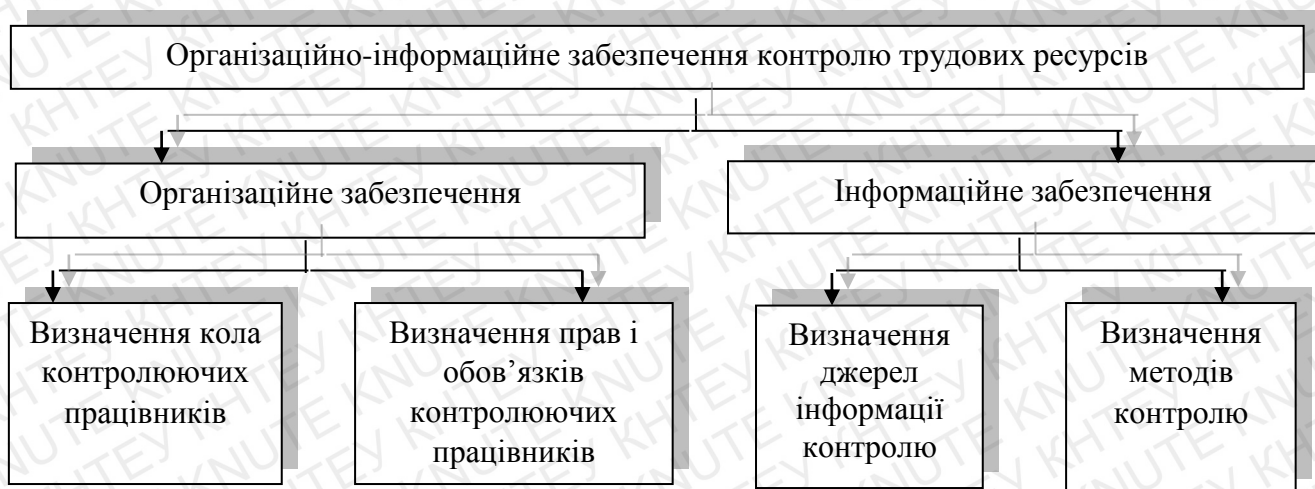 Організаційно-інформаційне забезпечення контролю трудових ресурсів
Організаційне забезпечення
Інформаційне забезпечення
Визначення кола
контролюючих
працівників
Визначення прав і
обов’язків
контролюючих
працівників
Визначення
джерел
інформації
контролю
Визначення
методів
контролю